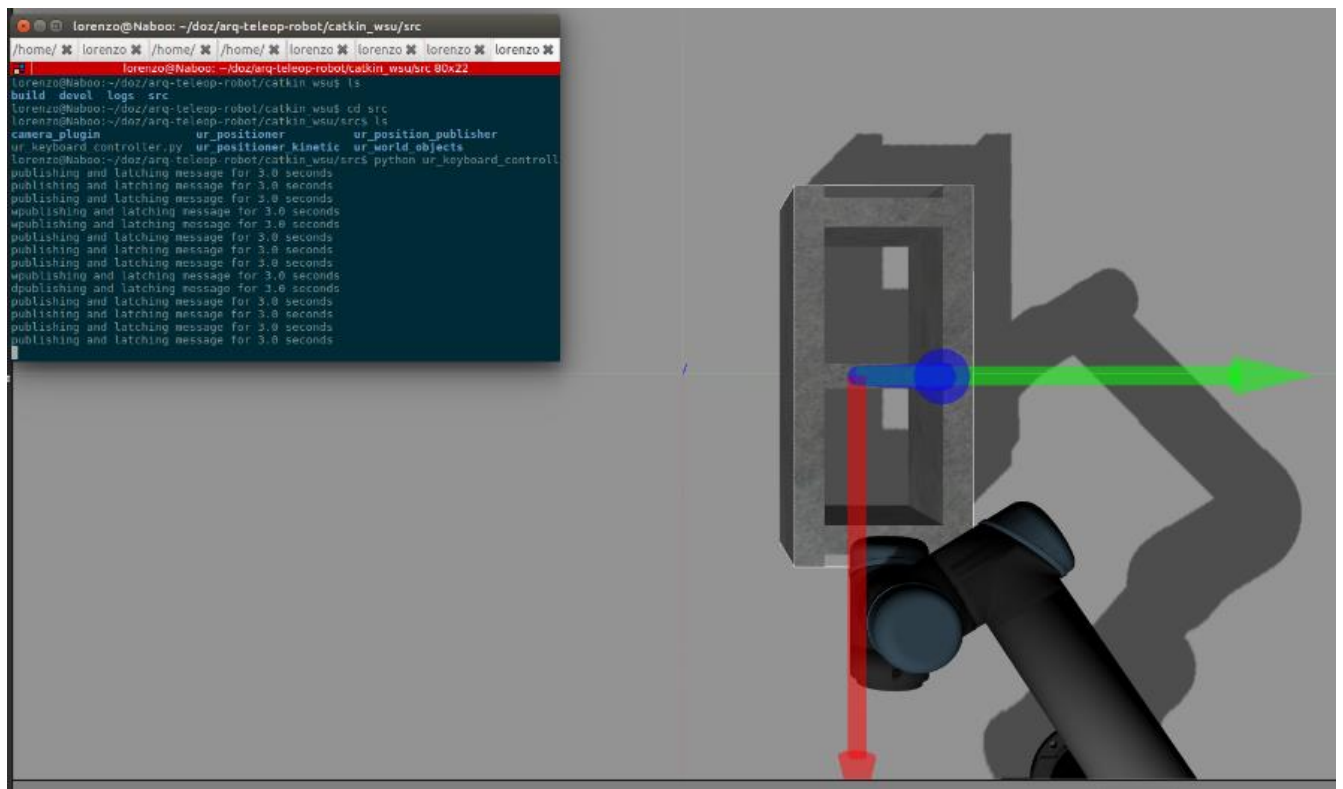 lorenzo@Naboo: ~/doz/arq-teleop-robot/catkin_wsu/src
/home/ ✖ lorenzo ✖ /home/ ✖ /home/ ✖ lorenzo ✖ lorenzo ✖ lorenzo ✖ lorenzo ✖
lorenzo@Naboo: ~/doz/arq-teleop-robot/catkin_wsu/src 80x22
lorenzo@Naboo:~/doz/arq-teleop-robot/catkin_wsu$ ls
build devel logs src
lorenzo@Naboo:~/doz/arq-teleop-robot/catkin_wsu$ cd src
lorenzo@Naboo:~/doz/arq-teleop-robot/catkin_wsu/src$ ls
camera_plugin ur_positioner ur_position_publisher
ur_keyboard_controller.py ur_positioner_kinetic ur_world_objects
lorenzo@Naboo:~/doz/arq-teleop-robot/catkin_wsu/src$ python ur_keyboard_controll
publishing and latching message for 3.0 seconds
publishing and latching message for 3.0 seconds
publishing and latching message for 3.0 seconds
wpublishing and latching message for 3.0 seconds
wpublishing and latching message for 3.0 seconds
publishing and latching message for 3.0 seconds
publishing and latching message for 3.0 seconds
publishing and latching message for 3.0 seconds
wpublishing and latching message for 3.0 seconds
dpublishing and latching message for 3.0 seconds
publishing and latching message for 3.0 seconds
publishing and latching message for 3.0 seconds
publishing and latching message for 3.0 seconds
publishing and latching message for 3.0 seconds